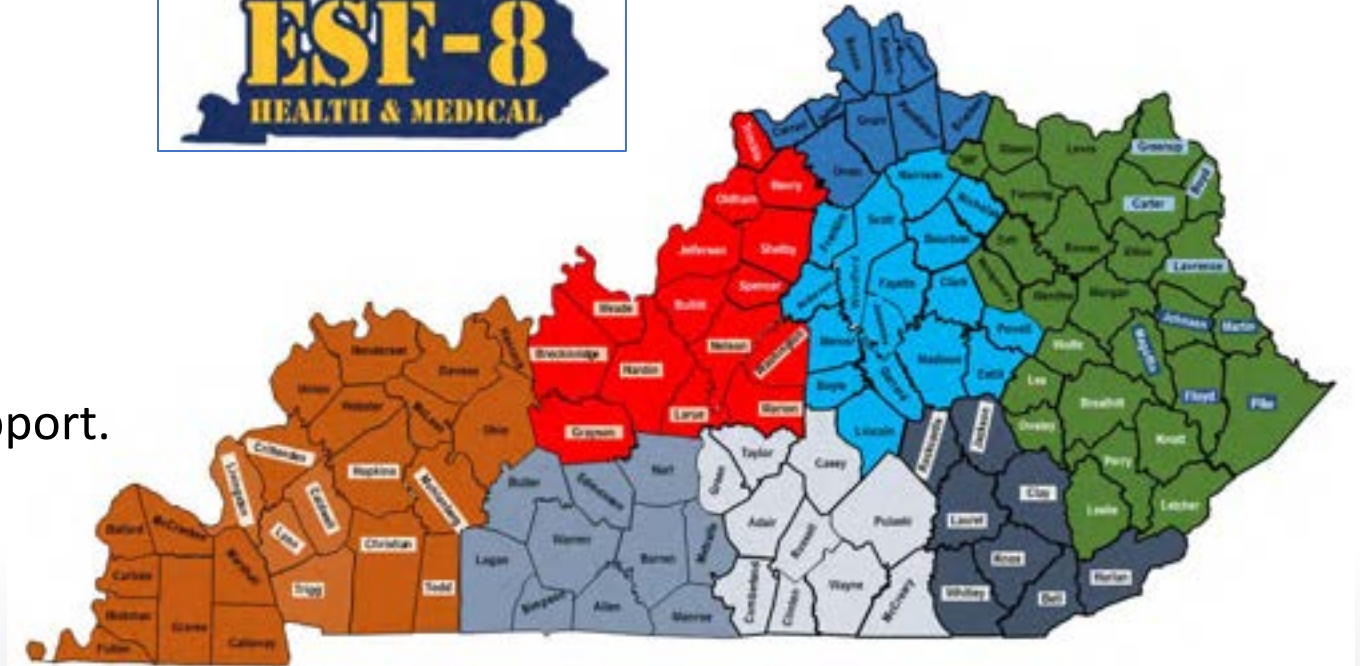 ESF-8
HEALTH & MEDICAL
port.
Carroll
Grant
Owen
Henry
Oldham
Jefferson
Shelby
Spencer
Bullitt
Meade
Breckinridge
Hardin
Nelson
Washington
Larue
Marion
Grayson
Harrison
Nicholas
Scott
Bourbon
Franklin
Woodford
Fayette
Clark
Mercer
Madison
Powell
Estill
Boyle
Garrard
Lincoln
Mason
Lewis
Greenup
Boyd
Carter
Fleming
Rowan
Elliott
Lawrence
Menifee
Morgan
Johnson
Martin
Magoffin
Wolfe
Lee
Breathitt
Floyd
Pike
Owsley
Knott
Perry
Leslie
Letcher
Henderson
Daviess
Hancock
Union
Webster
McLean
Ohio
Crittenden
Livingston
Hopkins
Caldwell
Muhlenberg
Lyon
Christian
Trigg
Todd
Ballard
McCracken
Marshall
Carlisle
Hickman
Graves
Calloway
Fulton
Butler
Edmonson
Hart
Logan
Warren
Barren
Metcalfe
Simpson
Allen
Monroe
Green
Taylor
Casey
Adair
Russell
Pulaski
Cumberland
Clinton
Wayne
McCreary
Rockcastle
Jackson
Laurel
Clay
Knox
Whitley
Bell
Harlan